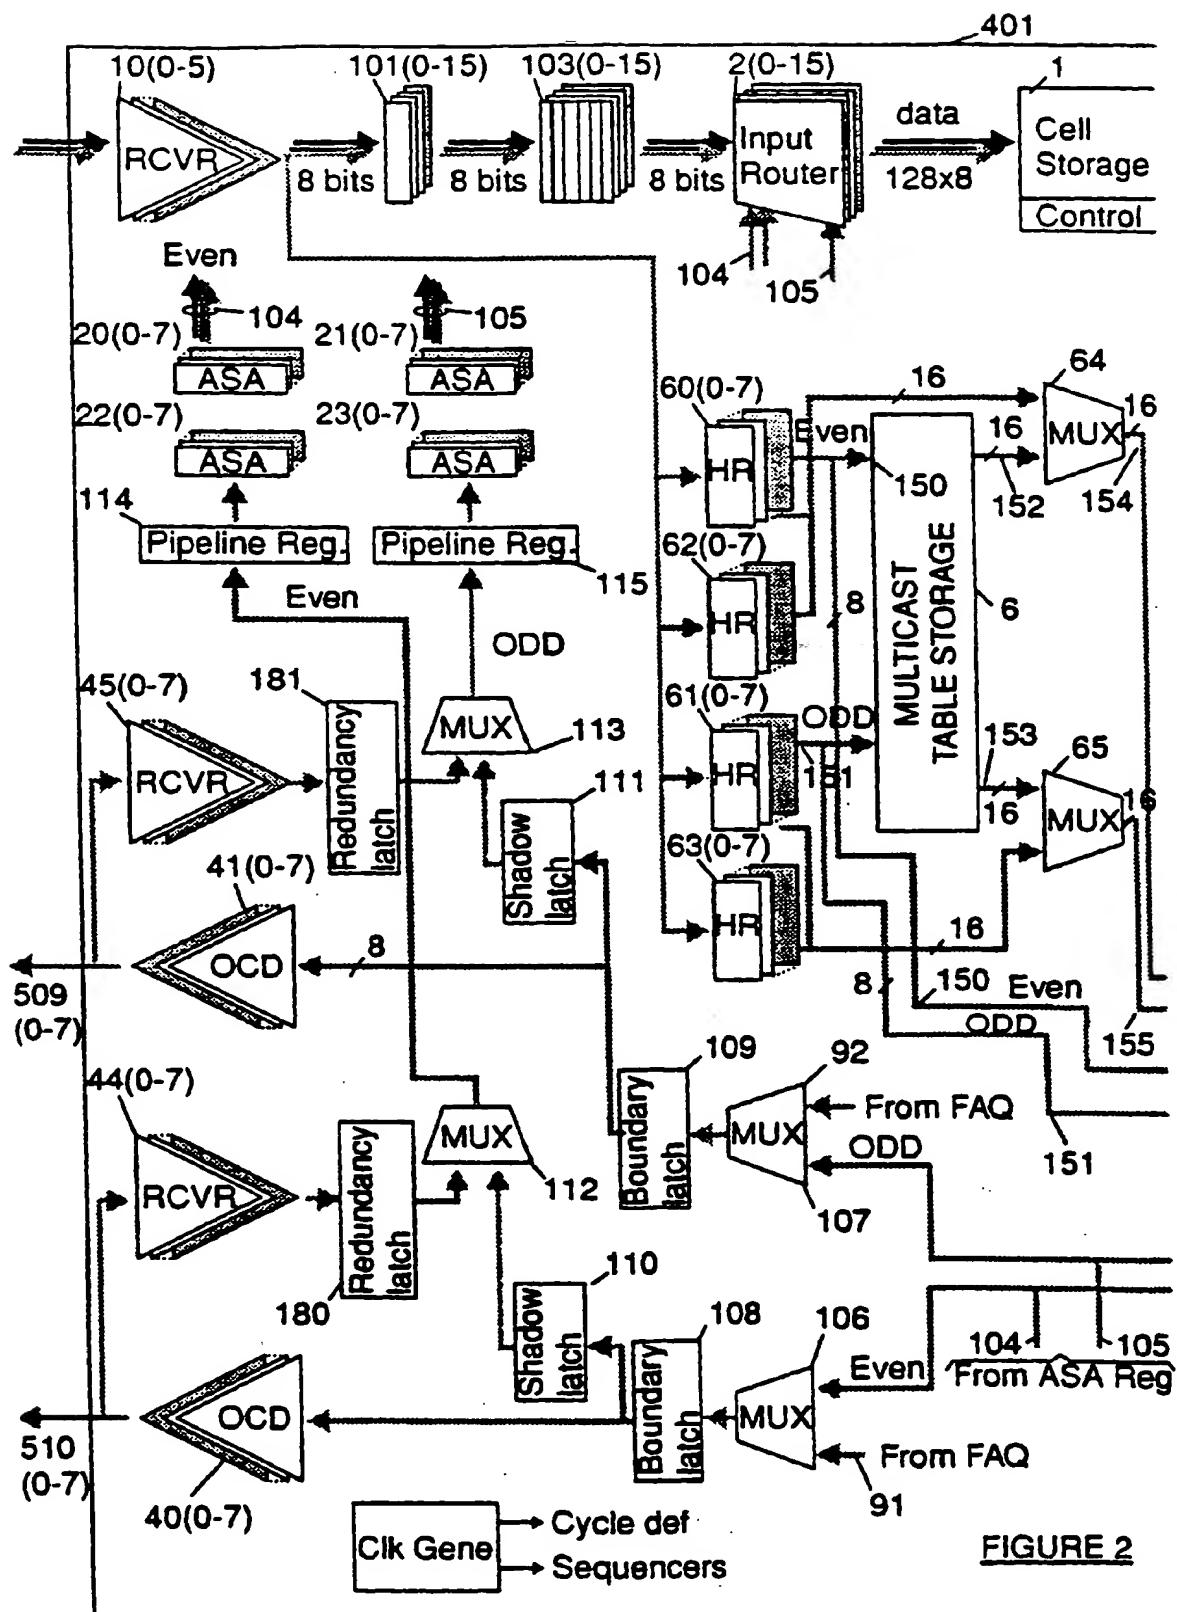 401
10(0-5)
101(0-15)
103(0-15)
2(0-15)
1
RCVR
8 bits
8 bits
8 bits
Input
Router
data
128x8
Cell
Storage
Control
104
105
Even
104
105
20(0-7)
21(0-7)
ASA
ASA
22(0-7)
23(0-7)
ASA
ASA
114
Pipeline Reg.
Pipeline Reg.
115
Even
ODD
60(0-7)
HR
Even
16
64
16
MUX
16
150
152
154
62(0-7)
HR
8
MULTICAST
TABLE STORAGE
6
61(0-7)
HR
ODD
151
153
65
16
16
MUX
63(0-7)
HR
16
8
150
Even
ODD
155
45(0-7)
181
RCVR
Redundancy
latch
MUX
113
111
Shadow
latch
41(0-7)
OCD
8
509
(0-7)
109
92
44(0-7)
Boundary
latch
MUX
From FAQ
ODD
151
107
RCVR
Redundancy
latch
MUX
112
180
110
Shadow
latch
108
106
104
105
From ASA Reg
Even
OCD
Boundary
latch
MUX
From FAQ
91
510
(0-7)
40(0-7)
Clk Gene
Cycle def
Sequencers
FIGURE 2